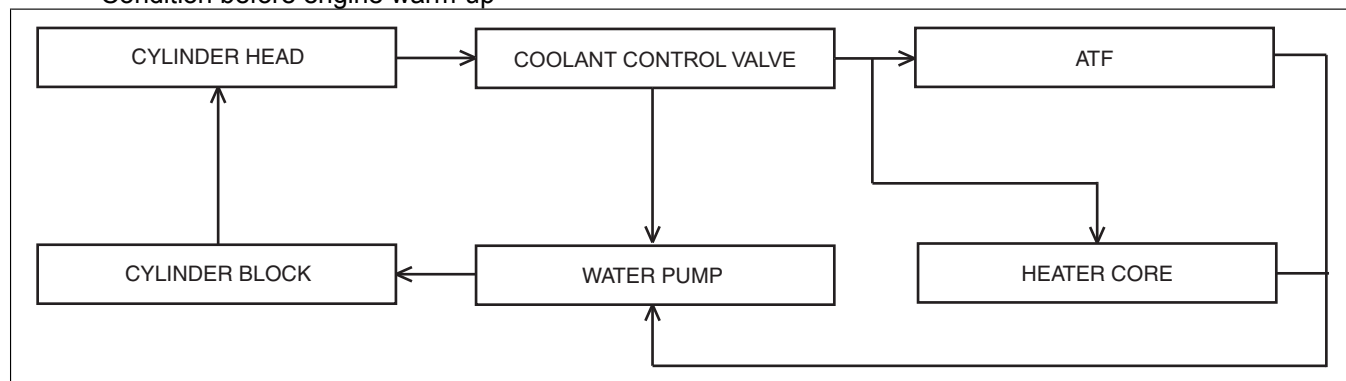 Condition before engine warm-up
CYLINDER HEAD
COOLANT CONTROL VALVE
ATF
CYLINDER BLOCK
WATER PUMP
HEATER CORE